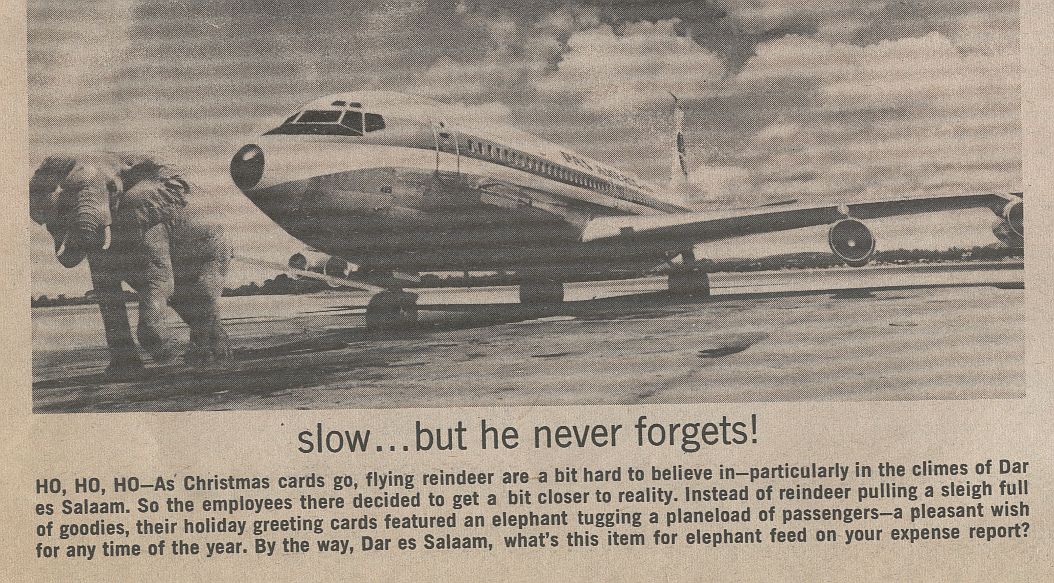 PAN AMERICAN
slow...but he never forgets!
HO, HO, HO—As Christmas cards go, flying reindeer are a bit hard to believe in—particularly in the climes of Dar
es Salaam. So the employees there decided to get a bit closer to reality. Instead of reindeer pulling a sleigh full
of goodies, their holiday greeting cards featured an elephant tugging a planeload of passengers—a pleasant wish
for any time of the year. By the way, Dar es Salaam, what's this item for elephant feed on your expense report?